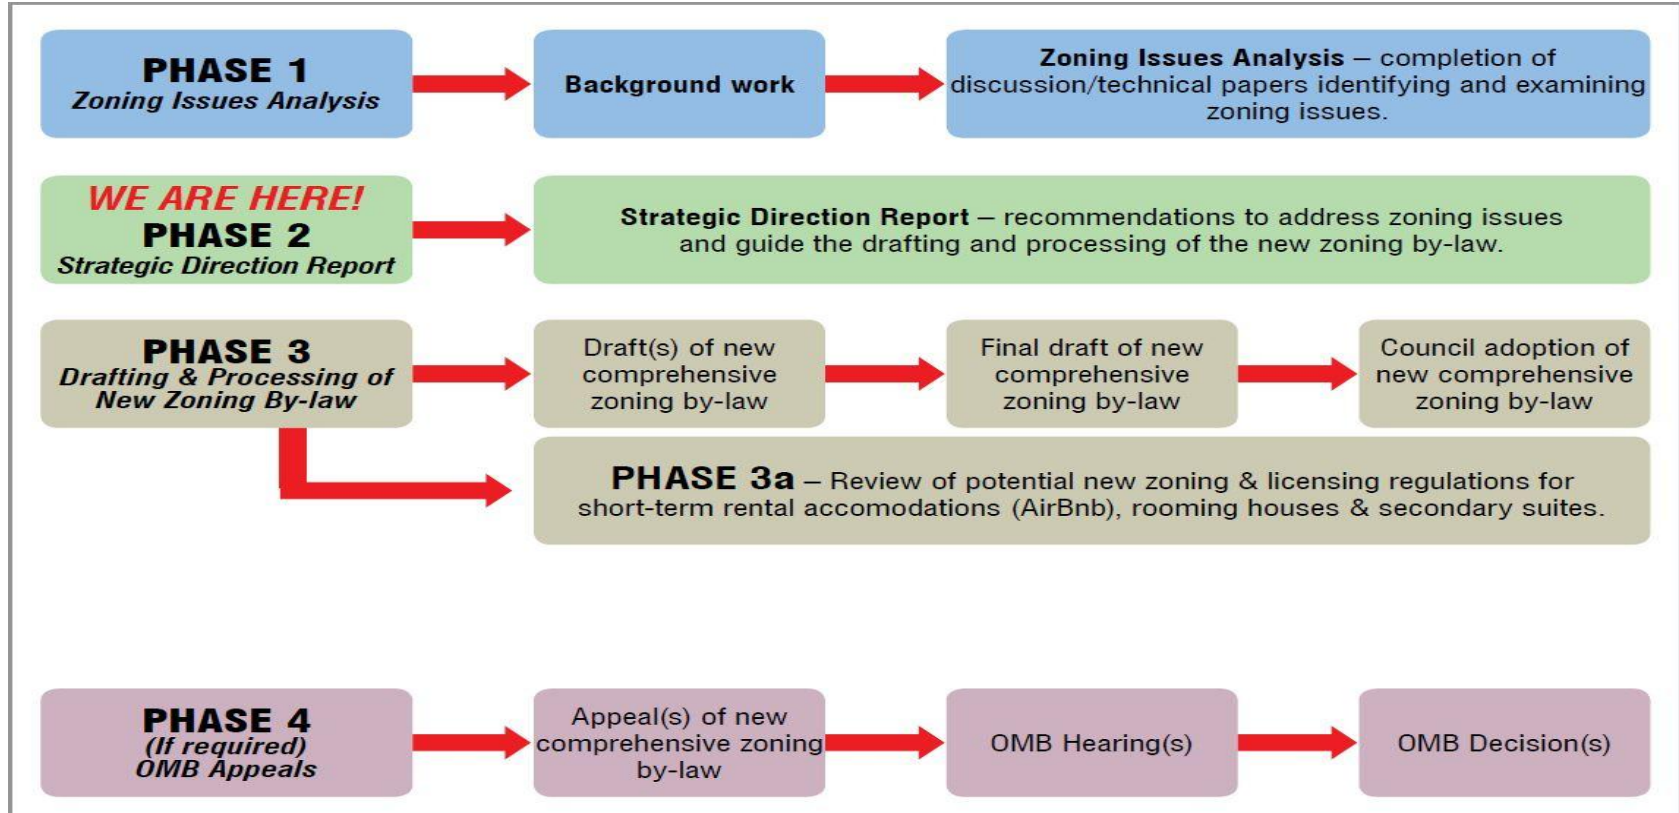 PHASE 1
Zoning Issues Analysis
Background work
Zoning Issues Analysis – completion of
discussion/technical papers identifying and examining
zoning issues.
WE ARE HERE!
PHASE 2
Strategic Direction Report
Strategic Direction Report – recommendations to address zoning issues
and guide the drafting and processing of the new zoning by-law.
PHASE 3
Drafting & Processing of
New Zoning By-law
Draft(s) of new
comprehensive
zoning by-law
Final draft of new
comprehensive
zoning by-law
Council adoption of
new comprehensive
zoning by-law
PHASE 3a – Review of potential new zoning & licensing regulations for
short-term rental accomodations (AirBnb), rooming houses & secondary suites.
PHASE 4
(If required)
OMB Appeals
Appeal(s) of new
comprehensive zoning
by-law
OMB Hearing(s)
OMB Decision(s)